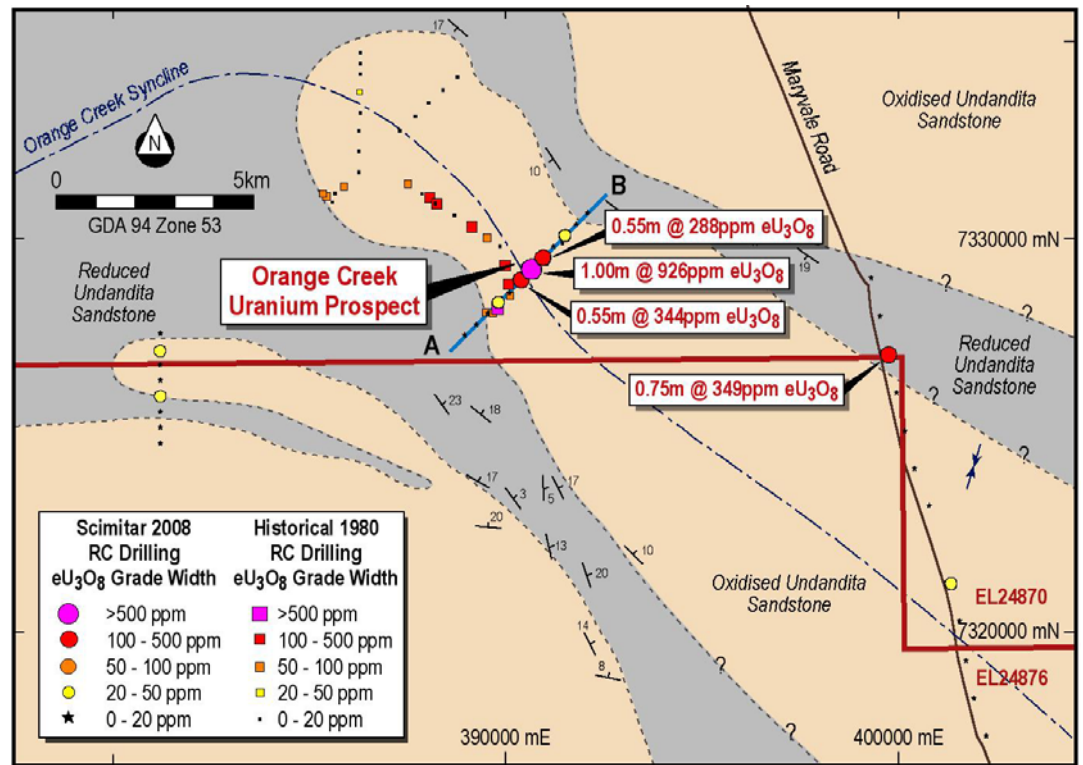 17
Orange Creek Syncline
Maryvale Road
Oxidised Undandita
Sandstone
N
0 5km
GDA 94 Zone 53
10
B
0.55m @ 288ppm eU₃O₈
7330000 mN
19
Orange Creek
Uranium Prospect
1.00m @ 926ppm eU₃O₈
Reduced
Undandita
Sandstone
0.55m @ 344ppm eU₃O₈
?
?
A
Reduced
Undandita
Sandstone
0.75m @ 349ppm eU₃O₈
?
23
18
?
17
3
5
17
20
13
10
20
Oxidised Undandita
Sandstone
EL24870
14
7320000 mN
8
?
EL24876
?
390000 mE
400000 mE
Scimitar 2008
RC Drilling
eU₃O₈ Grade Width
>500 ppm
100 - 500 ppm
50 - 100 ppm
20 - 50 ppm
0 - 20 ppm
Historical 1980
RC Drilling
eU₃O₈ Grade Width
>500 ppm
100 - 500 ppm
50 - 100 ppm
20 - 50 ppm
0 - 20 ppm